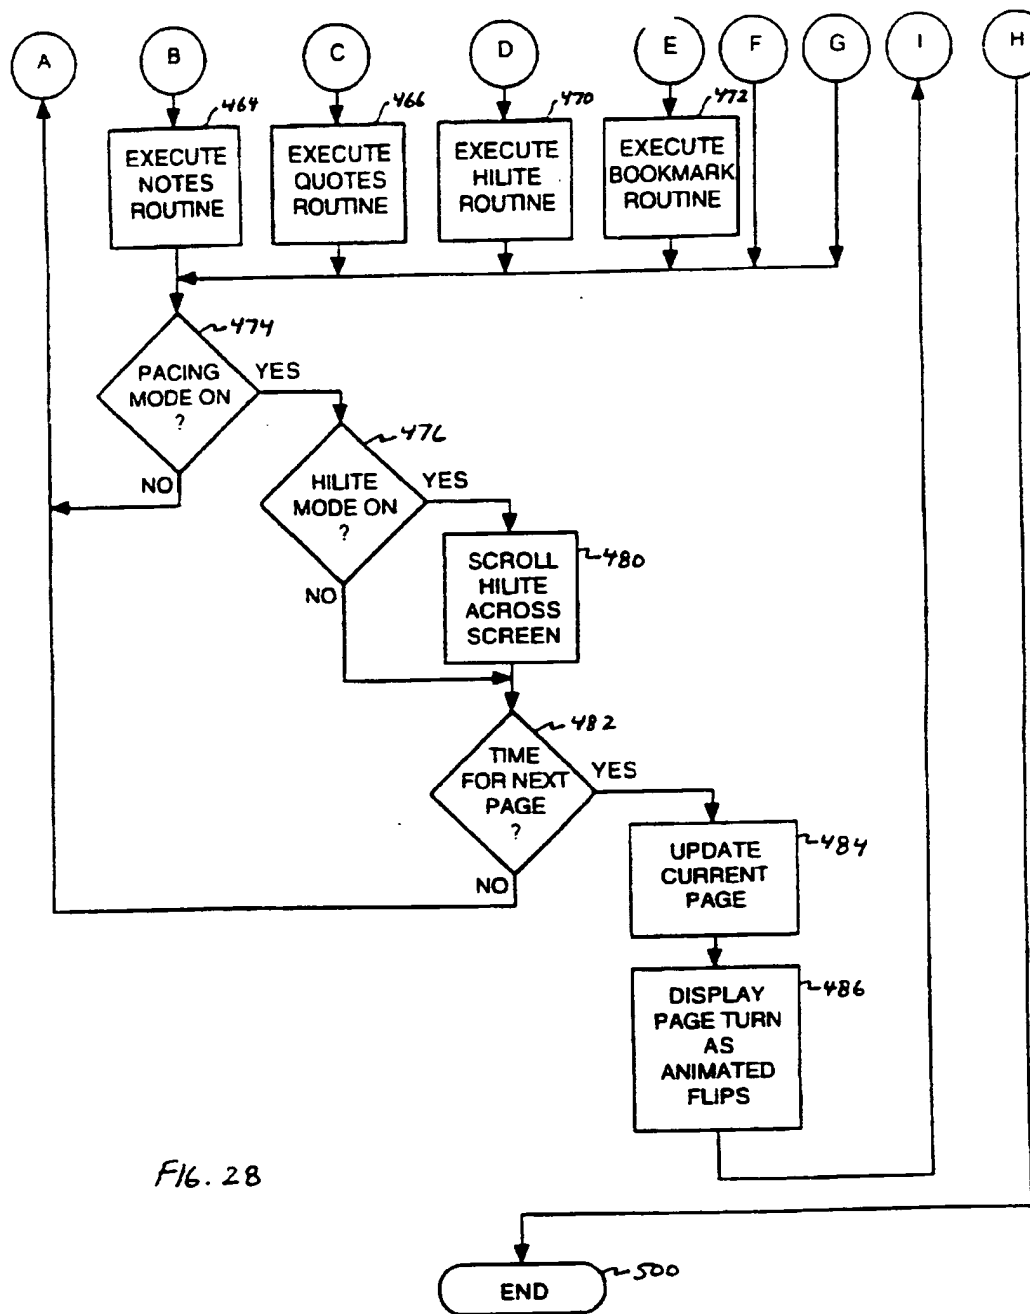 A B C D E F G I H
464 466 470 472
EXECUTE
NOTES
ROUTINE
EXECUTE
QUOTES
ROUTINE
EXECUTE
HILITE
ROUTINE
EXECUTE
BOOKMARK
ROUTINE
474
PACING
MODE ON
?
YES
NO
476
HILITE
MODE ON
?
YES
NO
480
SCROLL
HILITE
ACROSS
SCREEN
482
TIME
FOR NEXT
PAGE
?
YES
NO
484
UPDATE
CURRENT
PAGE
486
DISPLAY
PAGE TURN
AS
ANIMATED
FLIPS
FIG. 28
END
500